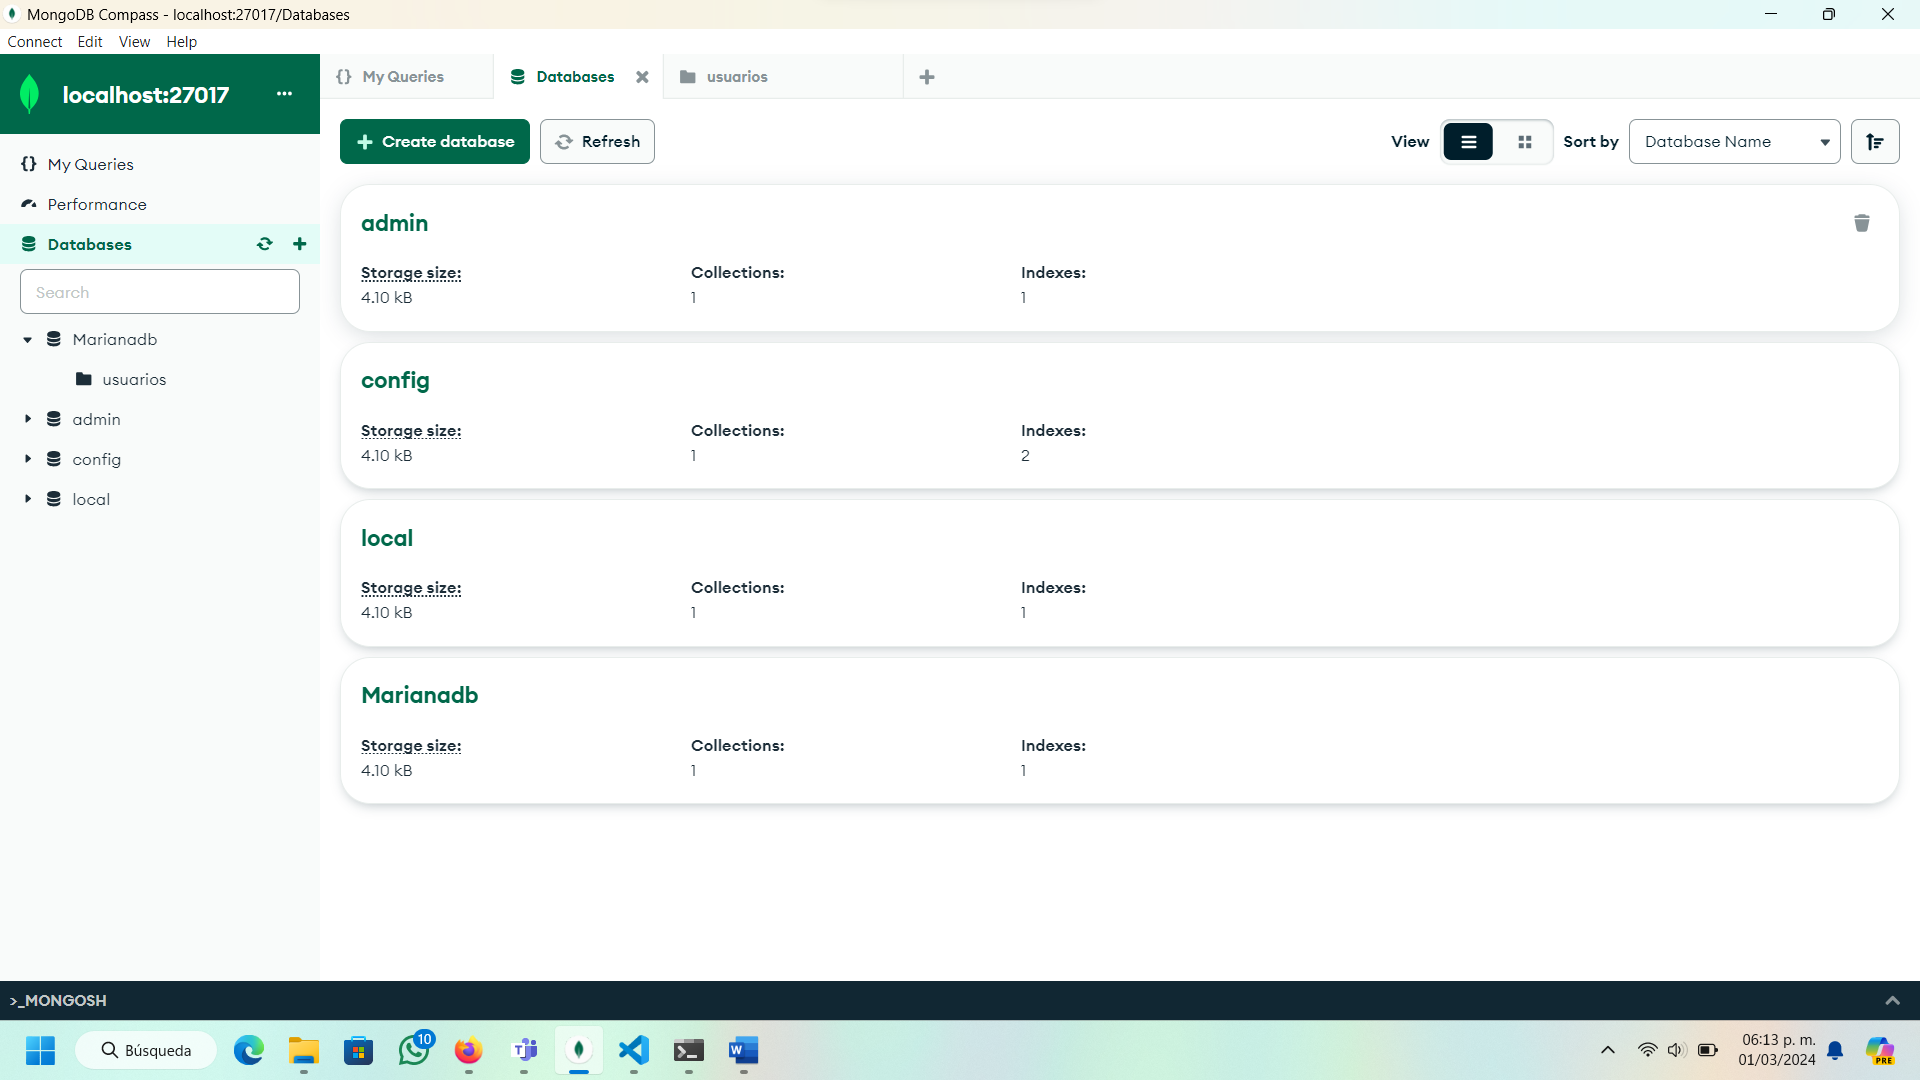 MongoDB Compass - localhost:27017/Databases
Connect Edit View Help
localhost:27017 ...
{} My Queries
Databases
usuarios
{} My Queries
Performance
Databases
Search
Marianadb
usuarios
admin
config
local
+ Create database
Refresh
View
Sort by
Database Name
admin
Storage size: Collections: Indexes:
4.10 kB 1 1
config
Storage size: Collections: Indexes:
4.10 kB 1 2
local
Storage size: Collections: Indexes:
4.10 kB 1 1
Marianadb
Storage size: Collections: Indexes:
4.10 kB 1 1
>_MONGOSH
Búsqueda
10
06:13 p. m.
01/03/2024
PRE